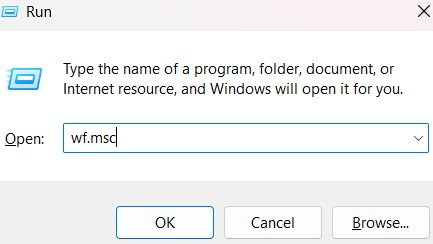 Run
Type the name of a program, folder, document, or
Internet resource, and Windows will open it for you.
Open: wf.msc
OK Cancel Browse...